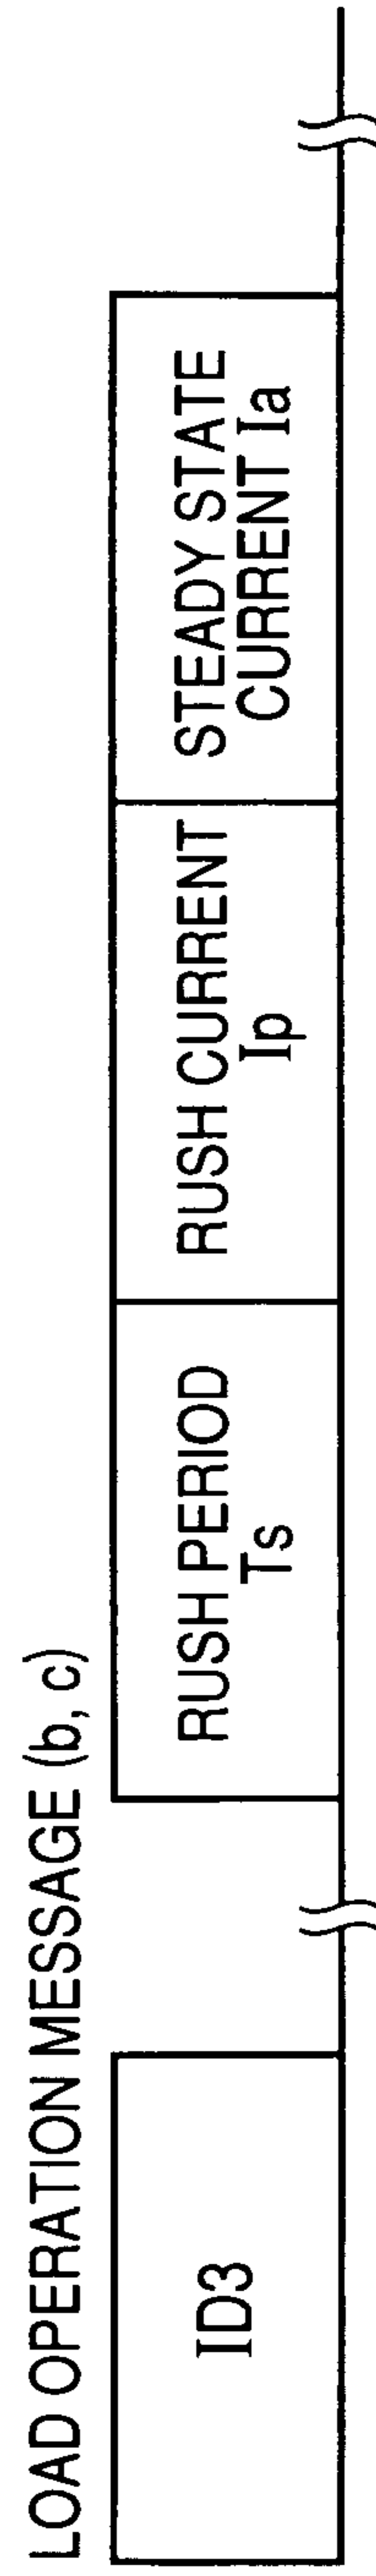 LOAD OPERATION MESSAGE (b, c)
ID3
RUSH PERIOD
Ts
RUSH CURRENT
Ip
STEADY STATE
CURRENT Ia